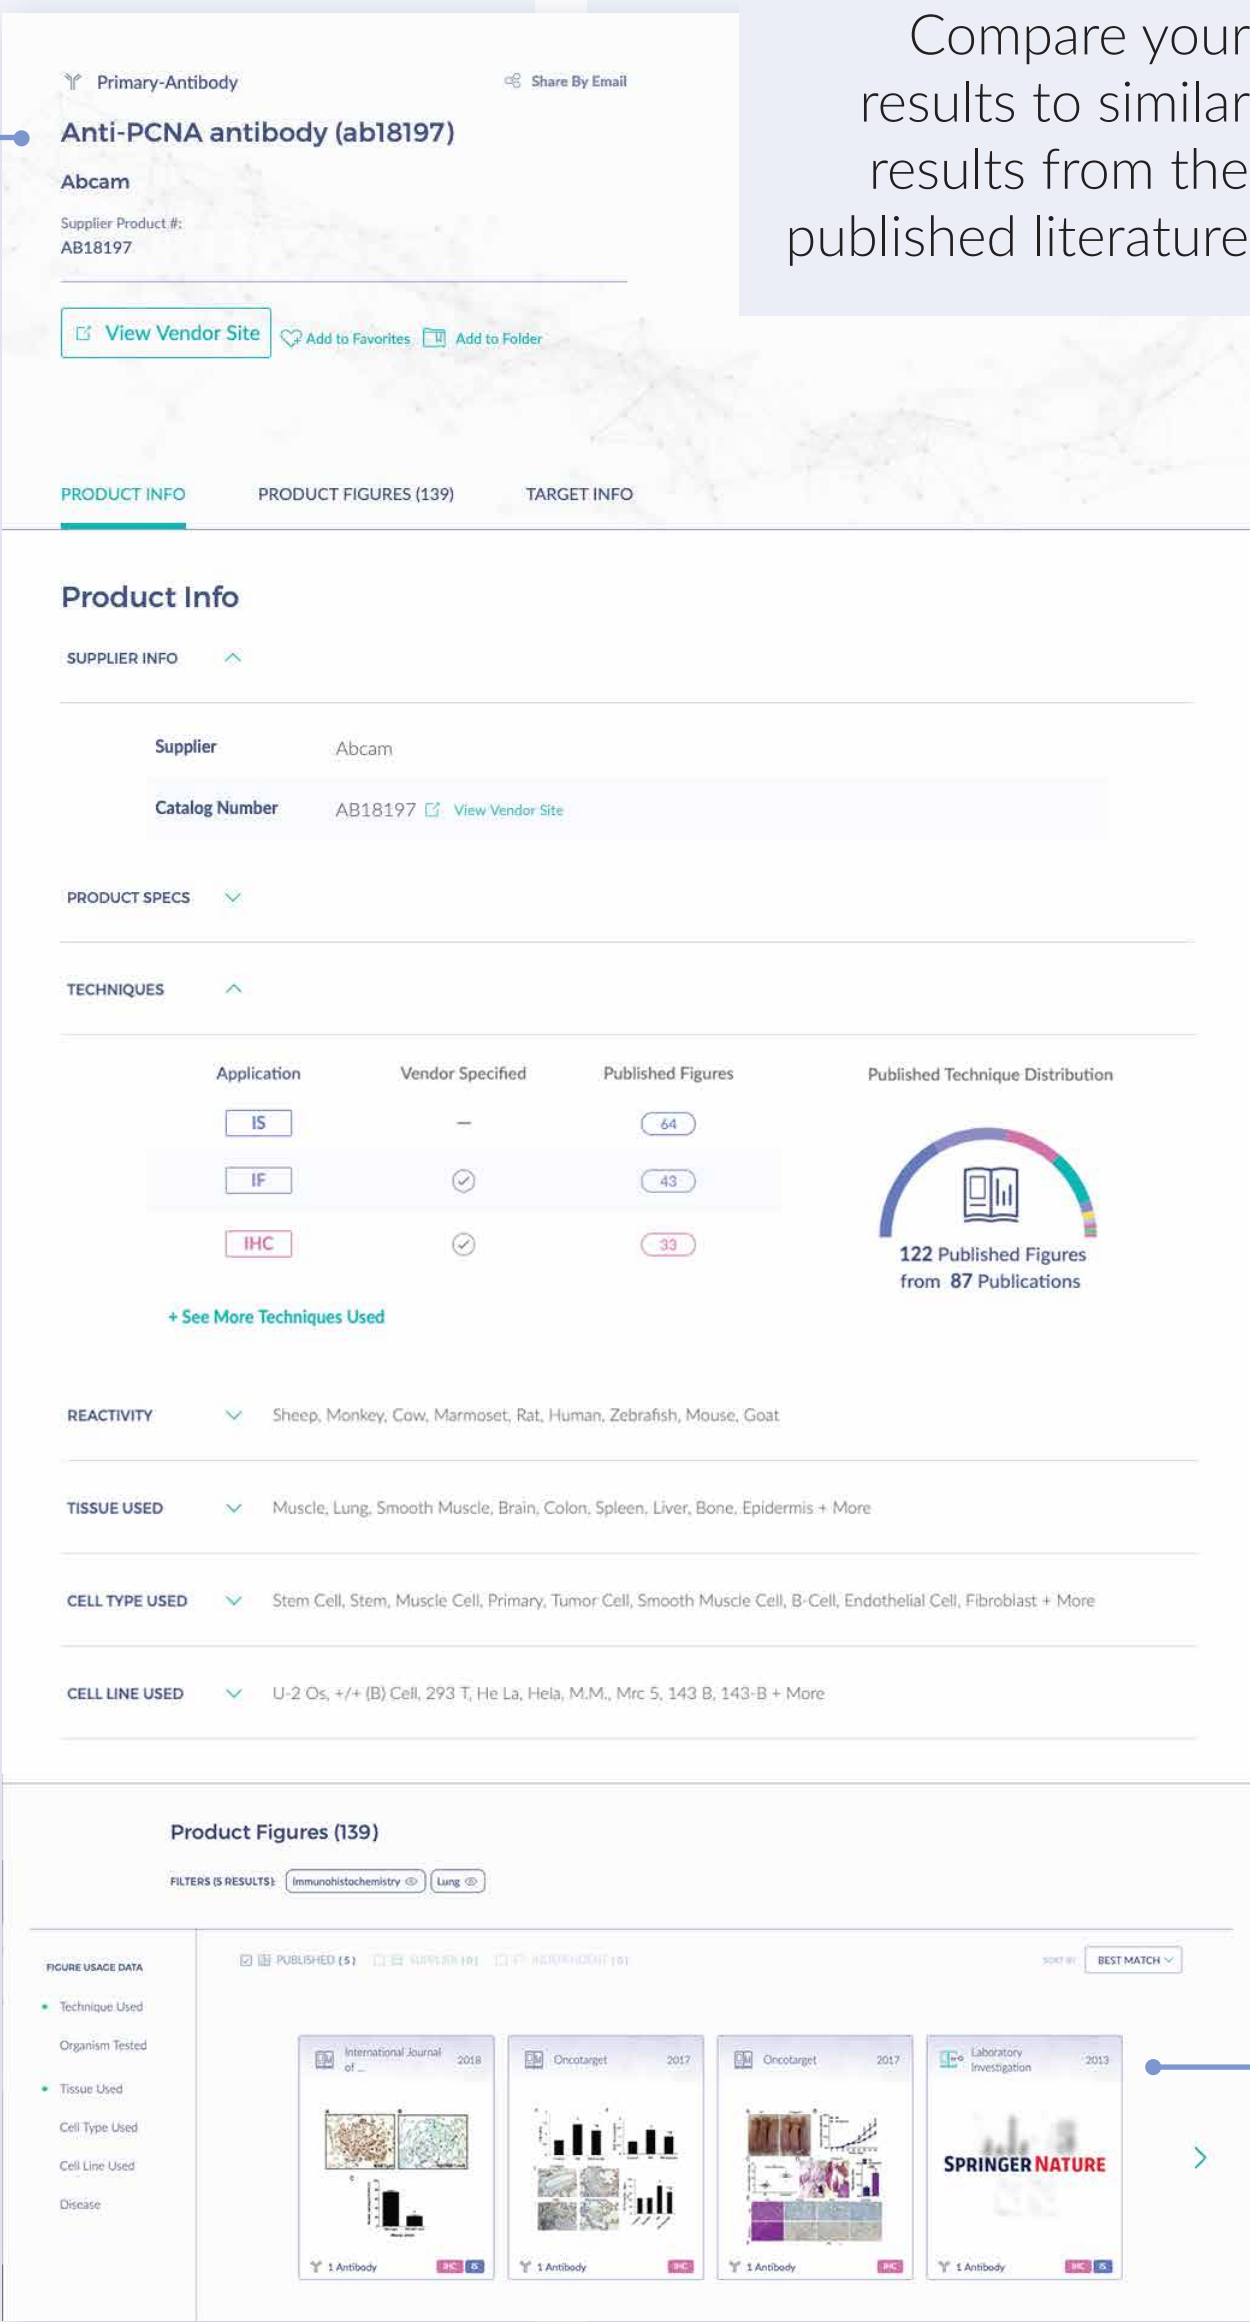 Compare your
results to similar
results from the
published literature
Primary-Antibody
Share By Email
Anti-PCNA antibody (ab18197)
Abcam
Supplier Product #:
AB18197
View Vendor Site
Add to Favorites
Add to Folder
PRODUCT INFO
PRODUCT FIGURES (139)
TARGET INFO
Product Info
SUPPLIER INFO
Supplier Abcam
Catalog Number AB18197 View Vendor Site
PRODUCT SPECS
TECHNIQUES
Application Vendor Specified Published Figures Published Technique Distribution
IS – 64
IF 43
IHC 33
122 Published Figures
from 87 Publications
+ See More Techniques Used
REACTIVITY Sheep, Monkey, Cow, Marmoset, Rat, Human, Zebrafish, Mouse, Goat
TISSUE USED Muscle, Lung, Smooth Muscle, Brain, Colon, Spleen, Liver, Bone, Epidermis + More
CELL TYPE USED Stem Cell, Stem, Muscle Cell, Primary, Tumor Cell, Smooth Muscle Cell, B-Cell, Endothelial Cell, Fibroblast + More
CELL LINE USED U-2 Os, +/+ (B) Cell, 293 T, He La, Hela, M.M., Mrc 5, 143 B, 143-B + More
Product Figures (139)
FILTERS (5 RESULTS): Immunohistochemistry Lung
FIGURE USAGE DATA
Technique Used
Organism Tested
Tissue Used
Cell Type Used
Cell Line Used
Disease
PUBLISHED (5) SUPPLIER (0) INDEPENDENT (0)
SORT BY BEST MATCH
International Journal
of ...
2018
1 Antibody IHC IS
Oncotarget 2017
1 Antibody IHC
Oncotarget 2017
1 Antibody IHC
Laboratory
Investigation
2013
SPRINGER NATURE
1 Antibody IHC IS